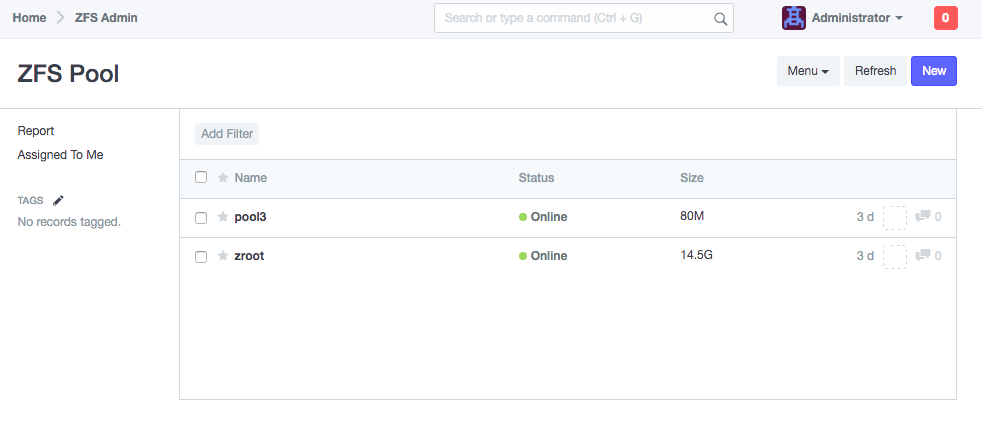 Home ZFS Admin Search or type a command (Ctrl + G) Administrator 0
ZFS Pool Menu Refresh New
Report
Assigned To Me
TAGS
No records tagged.
Add Filter
Name Status Size
pool3 Online 80M 3 d 0
zroot Online 14.5G 3 d 0